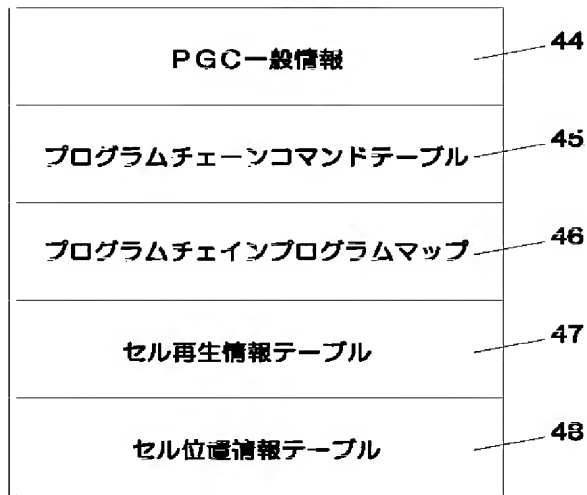 PGC一般情報 44
プログラムチェーンコマンドテーブル 45
プログラムチェインプログラムマップ 46
セル再生情報テーブル 47
セル位置情報テーブル 48